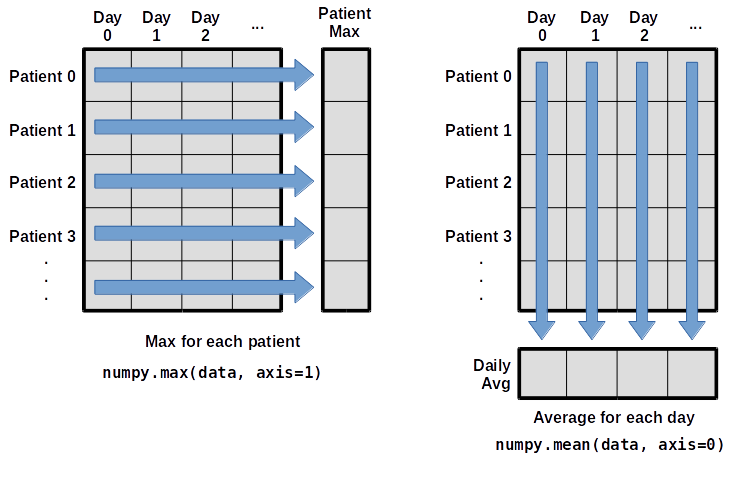 Day 0
Day 1
Day 2
...
Patient Max
Patient 0
Patient 1
Patient 2
Patient 3
.
.
.
Max for each patient
numpy.max(data, axis=1)
Day 0
Day 1
Day 2
...
Patient 0
Patient 1
Patient 2
Patient 3
.
.
.
Daily Avg
Average for each day
numpy.mean(data, axis=0)